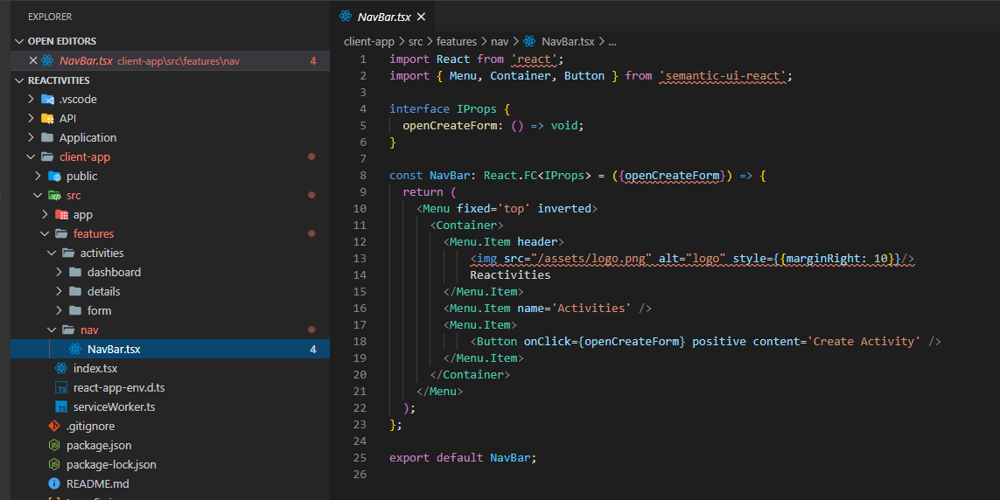 EXPLORER
OPEN EDITORS
NavBar.tsx client-app\src\features\nav 4
REACTIVITIES
.vscode
API
Application
client-app
public
src
app
features
activities
dashboard
details
form
nav
NavBar.tsx 4
index.tsx
react-app-env.d.ts
serviceWorker.ts
.gitignore
package.json
package-lock.json
README.md
NavBar.tsx
client-app > src > features > nav > NavBar.tsx > ...
1 import React from 'react';
2 import { Menu, Container, Button } from 'semantic-ui-react';
3
4 interface IProps {
5 openCreateForm: () => void;
6 }
7
8 const NavBar: React.FC<IProps> = ({openCreateForm}) => {
9 return (
10 <Menu fixed='top' inverted>
11 <Container>
12 <Menu.Item header>
13 <img src="/assets/logo.png" alt="logo" style={{marginRight: 10}}/>
14 Reactivities
15 </Menu.Item>
16 <Menu.Item name='Activities' />
17 <Menu.Item>
18 <Button onClick={openCreateForm} positive content='Create Activity' />
19 </Menu.Item>
20 </Container>
21 </Menu>
22 );
23 };
24
25 export default NavBar;
26